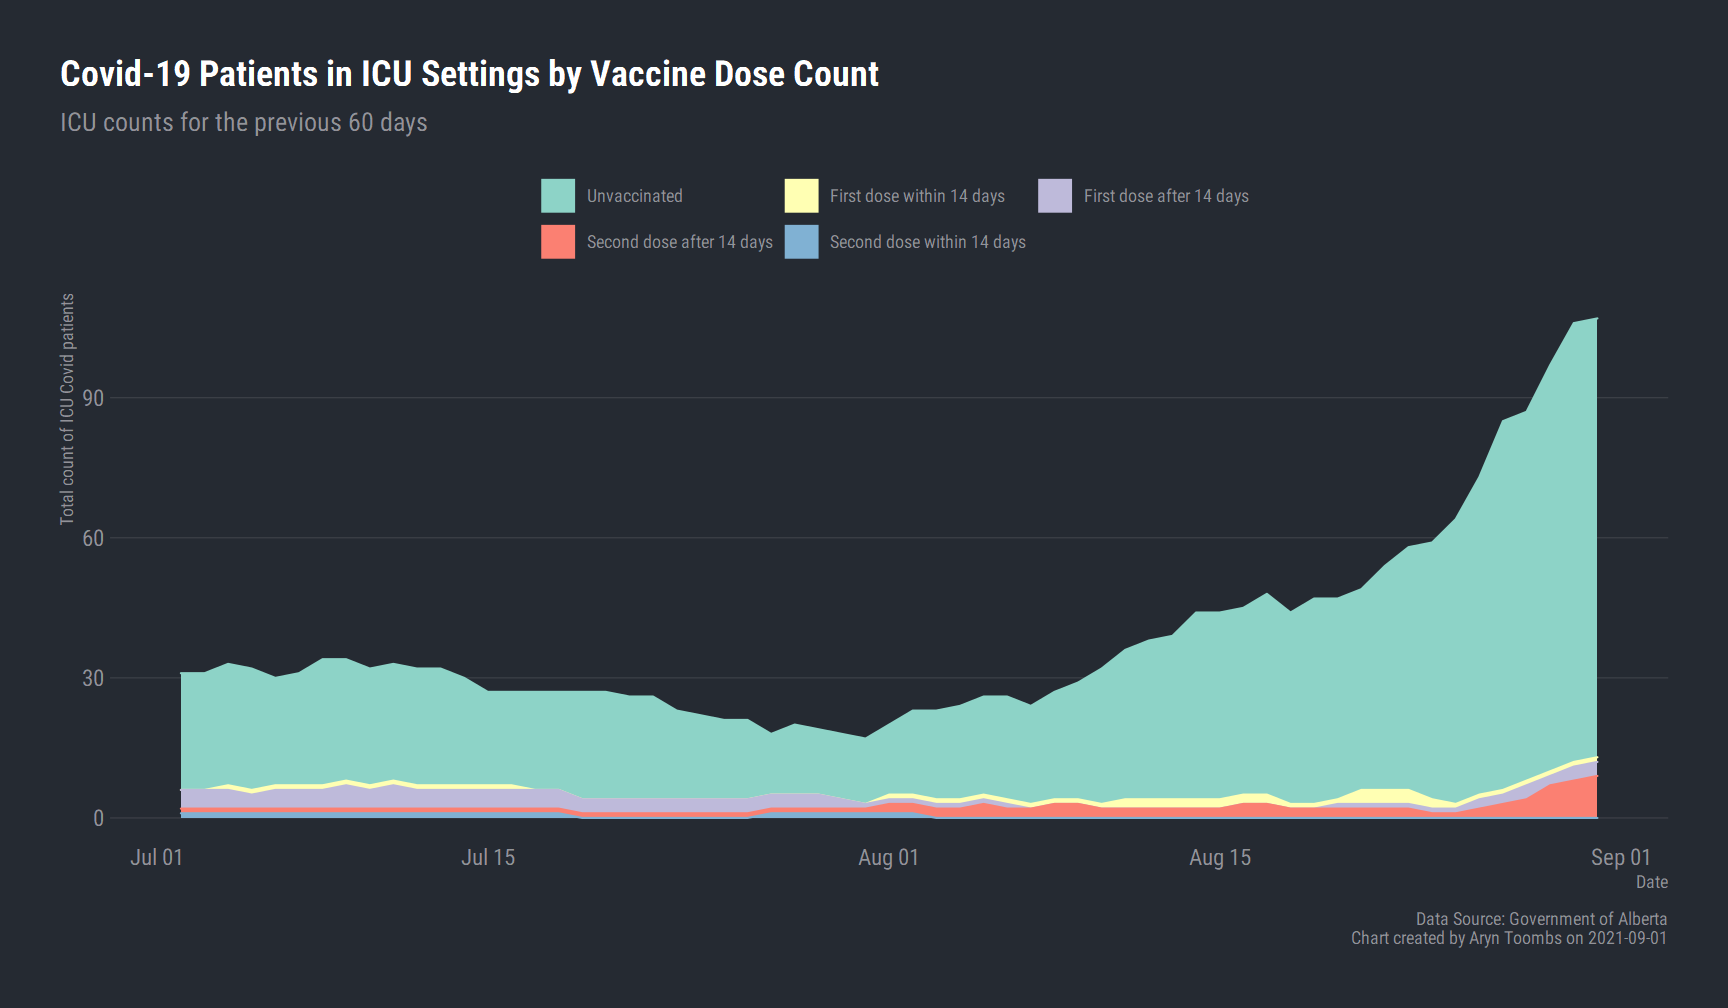 Covid-19 Patients in ICU Settings by Vaccine Dose Count
ICU counts for the previous 60 days
Unvaccinated
First dose within 14 days
First dose after 14 days
Second dose after 14 days
Second dose within 14 days
Total count of ICU Covid patients
90
60
30
0
Jul 01
Jul 15
Aug 01
Aug 15
Sep 01
Date
Data Source: Government of Alberta
Chart created by Aryn Toombs on 2021-09-01